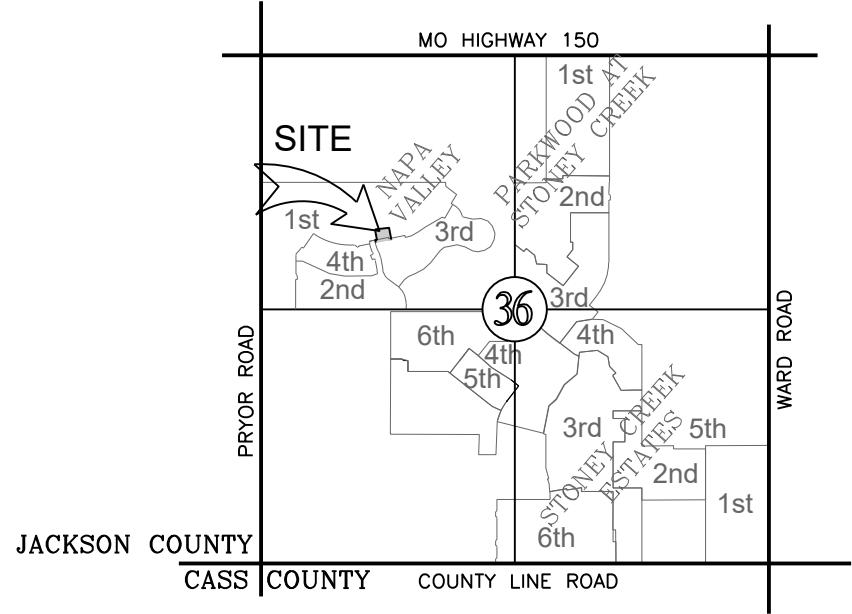 MO HIGHWAY 150
1st
PARKWOOD AT
STONEY CREEK
SITE
NAPA
VALLEY
2nd
1st
3rd
4th
2nd
3rd
36
6th
4th
4th
5th
PRYOR ROAD
WARD ROAD
3rd
5th
STONEY CREEK
ESTATES
2nd
1st
6th
JACKSON COUNTY
CASS COUNTY
COUNTY LINE ROAD